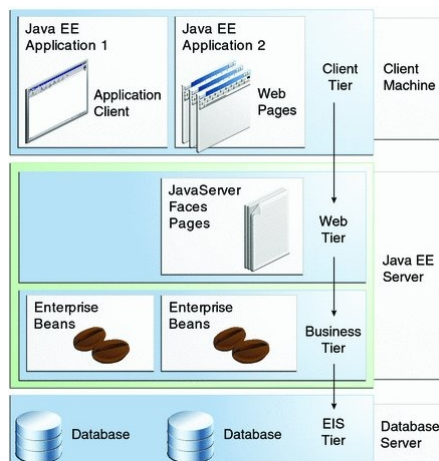 Java EE
Application 1
Application
Client
Java EE
Application 2
Web
Pages
Client
Tier
Client
Machine
JavaServer
Faces
Pages
Web
Tier
Java EE
Server
Enterprise
Beans
Enterprise
Beans
Business
Tier
Database
Database
EIS
Tier
Database
Server